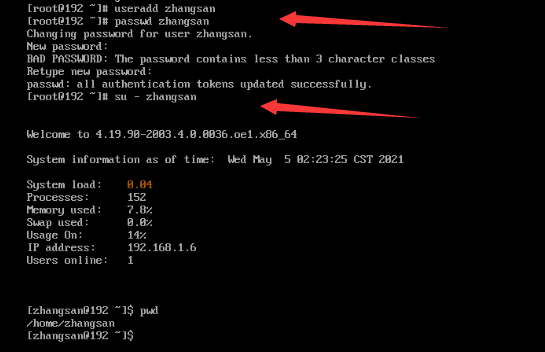 [root@192 ~]# useradd zhangsan
[root@192 ~]# passwd zhangsan
Changing password for user zhangsan.
New password:
BAD PASSWORD: The password contains less than 3 character classes
Retype new password:
passwd: all authentication tokens updated successfully.
[root@192 ~]# su - zhangsan
Welcome to 4.19.90-2003.4.0.0036.oe1.x86_64
System information as of time:  Wed May  5 02:23:25 CST 2021
System load:    0.04
Processes:      152
Memory used:    7.8%
Swap used:      0.0%
Usage On:       14%
IP address:     192.168.1.6
Users online:   1
[zhangsan@192 ~]$ pwd
/home/zhangsan
[zhangsan@192 ~]$